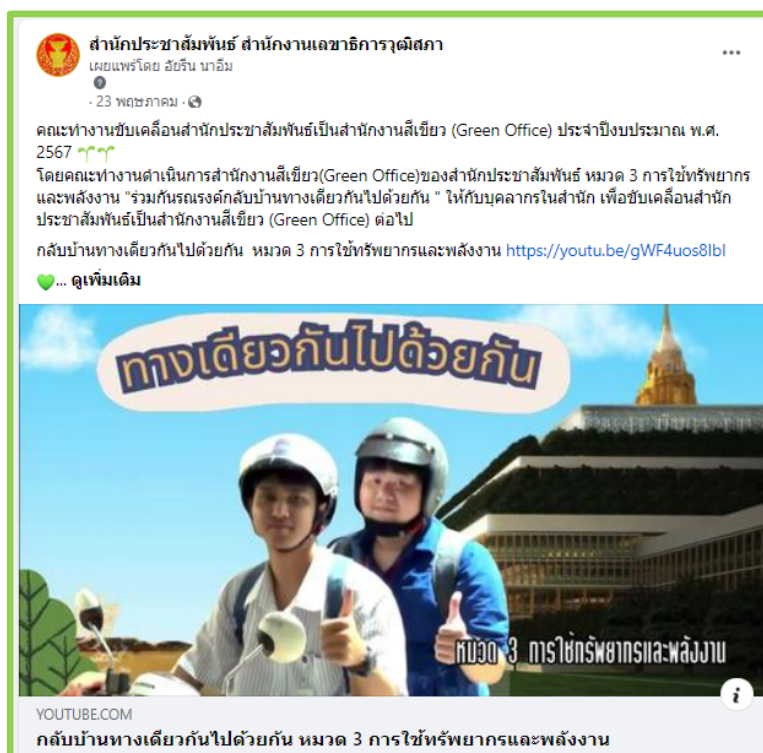 สำนักประชาสัมพันธ์ สำนักงานเลขาธิการวุฒิสภา
เผยแพร่โดย อัยรีน นาอีม
· 23 พฤษภาคม ·
คณะทำงานขับเคลื่อนสำนักประชาสัมพันธ์เป็นสำนักงานสีเขียว (Green Office) ประจำปีงบประมาณ พ.ศ.
2567
โดยคณะทำงานดำเนินการสำนักงานสีเขียว(Green Office)ของสำนักประชาสัมพันธ์ หมวด 3 การใช้ทรัพยากร
และพลังงาน "ร่วมกันรณรงค์กลับบ้านทางเดียวกันไปด้วยกัน " ให้กับบุคลากรในสำนัก เพื่อขับเคลื่อนสำนัก
ประชาสัมพันธ์เป็นสำนักงานสีเขียว (Green Office) ต่อไป
กลับบ้านทางเดียวกันไปด้วยกัน หมวด 3 การใช้ทรัพยากรและพลังงาน https://youtu.be/gWF4uos8lbI
... ดูเพิ่มเติม
ทางเดียวกันไปด้วยกัน
หมวด 3 การใช้ทรัพยากรและพลังงาน
YOUTUBE.COM
กลับบ้านทางเดียวกันไปด้วยกัน หมวด 3 การใช้ทรัพยากรและพลังงาน